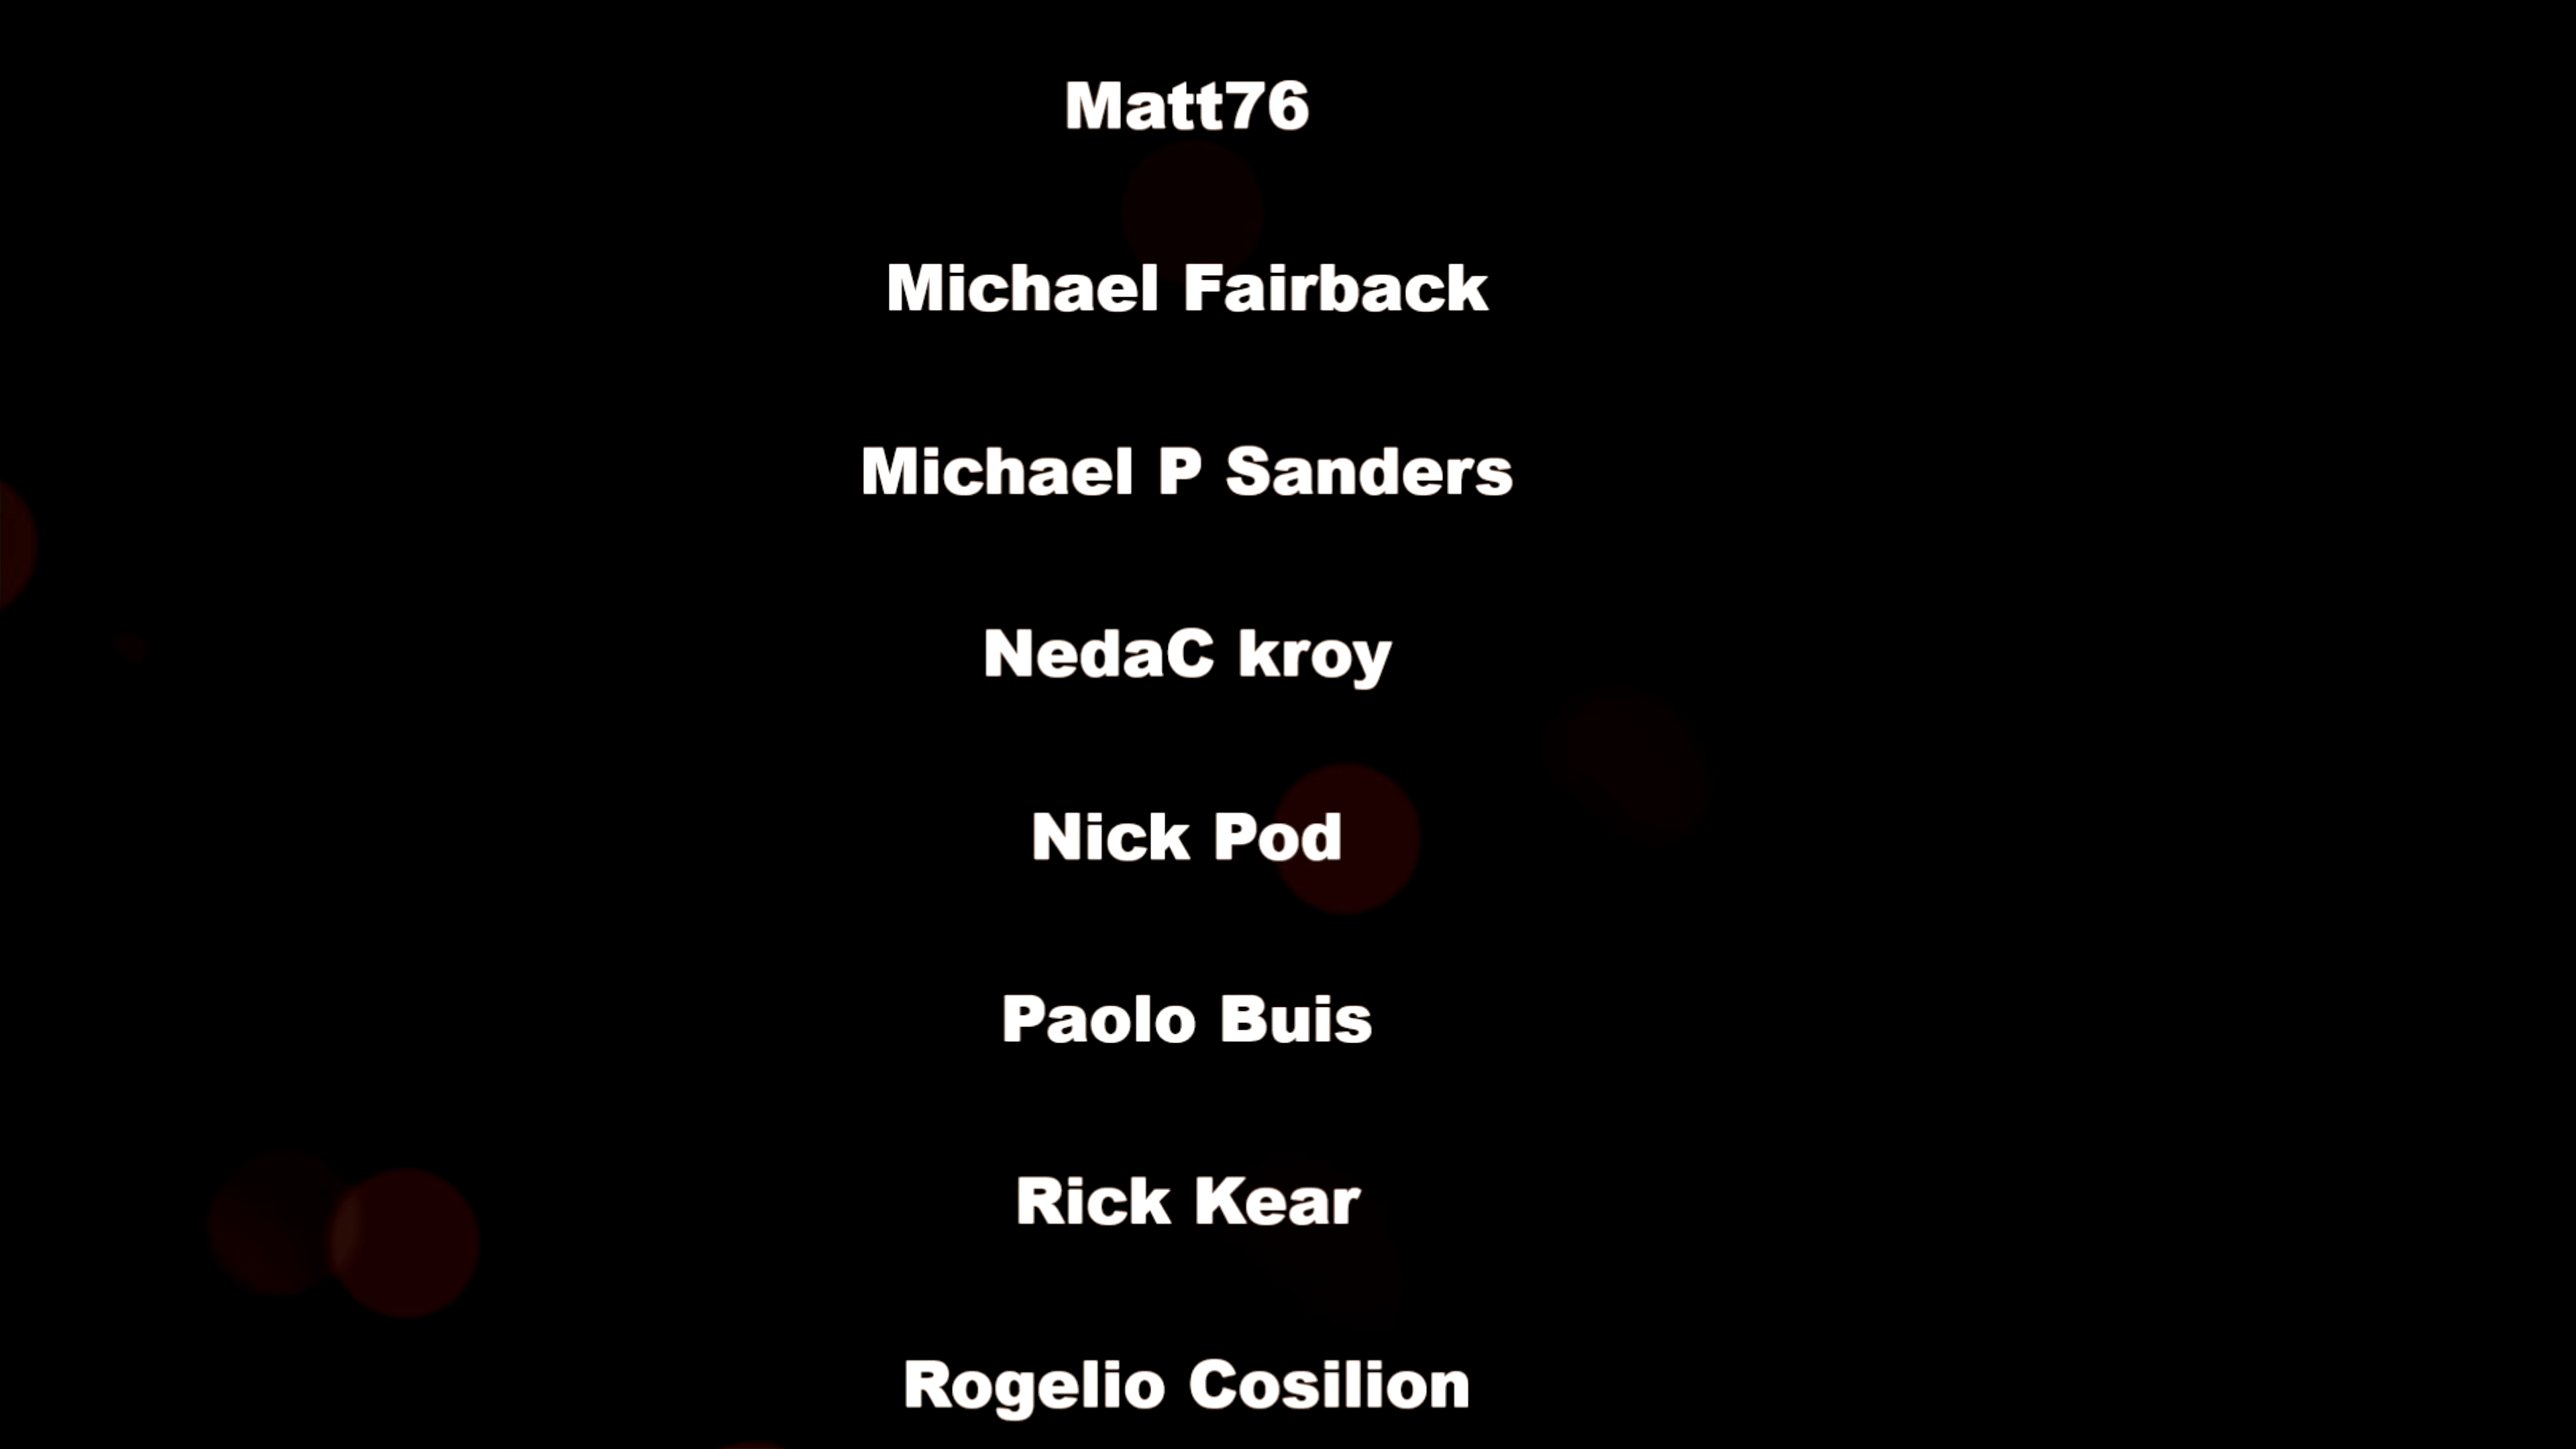 Matt76
Michael Fairback
Michael P Sanders
NedaC kroy
Nick Pod
Paolo Buis
Rick Kear
Rogelio Cosilion